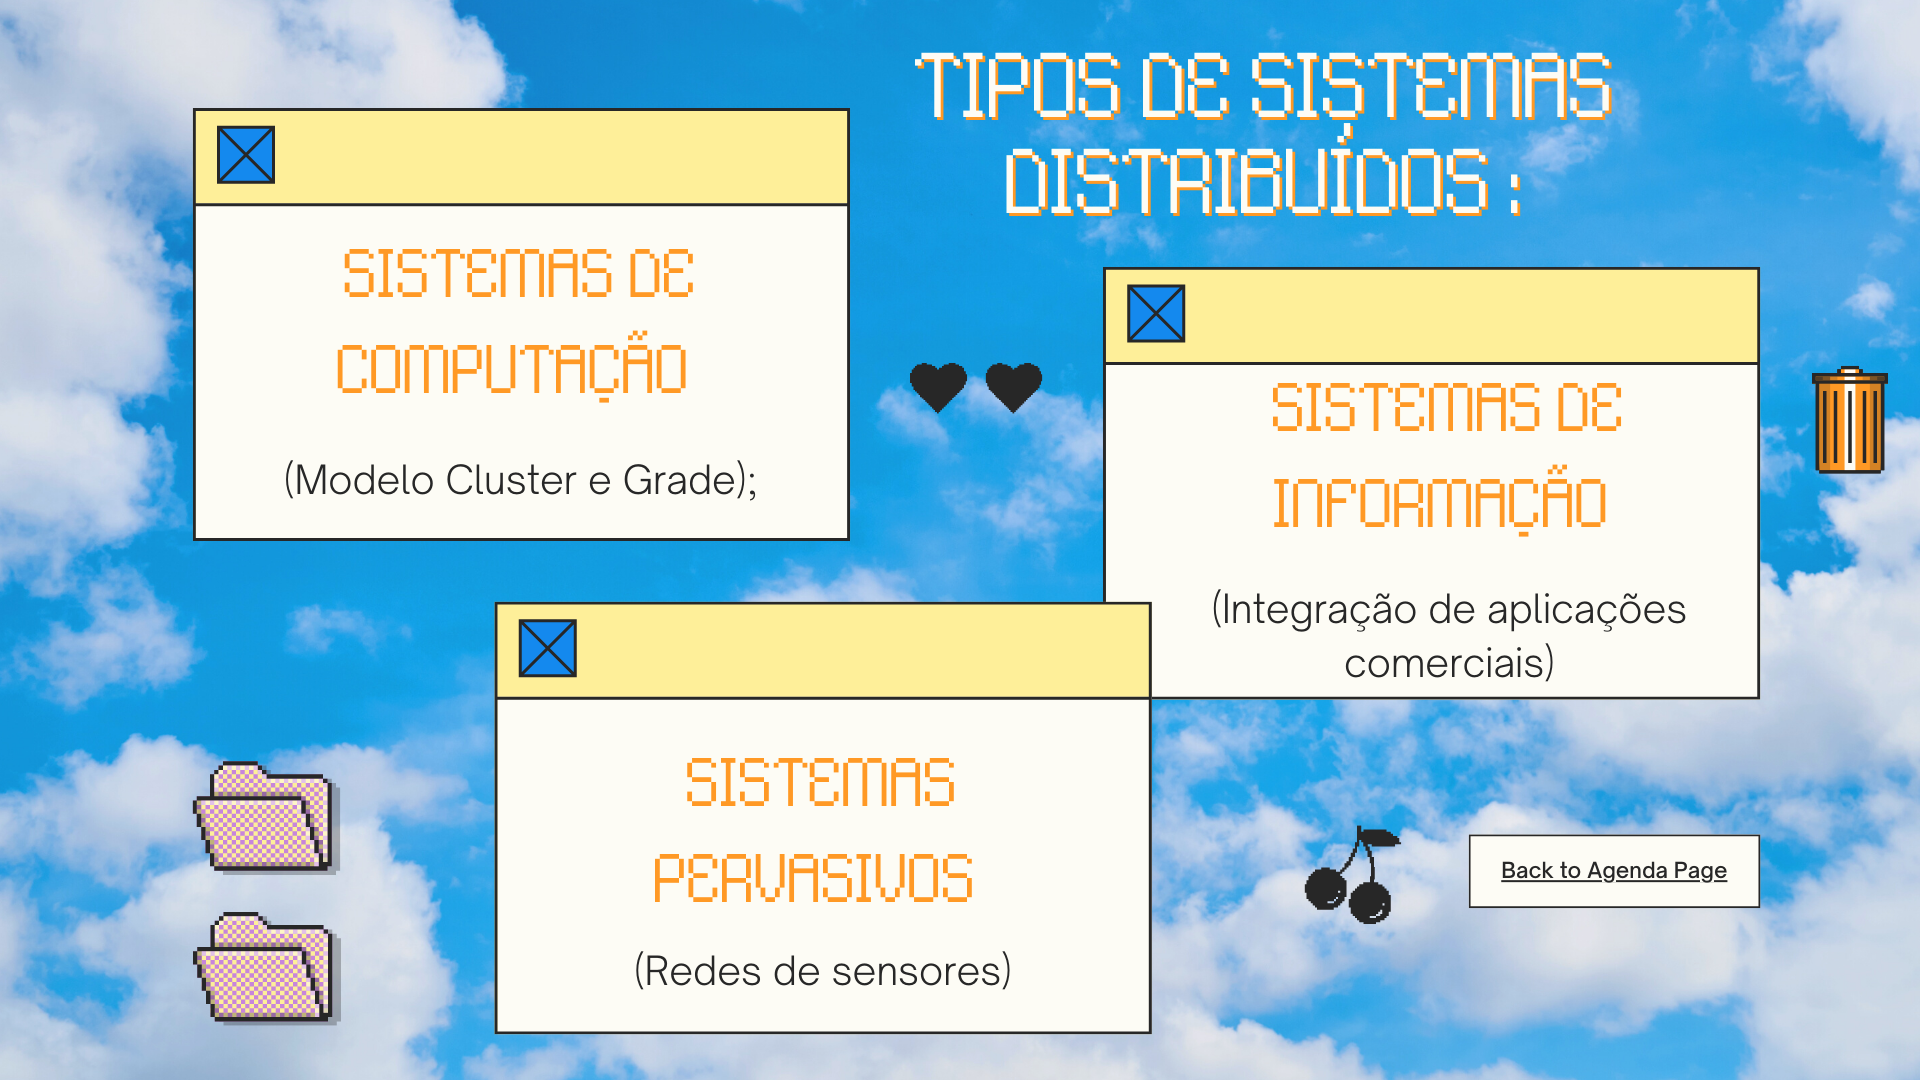 TIPOS DE SISTEMAS
DISTRIBUÍDOS :
SISTEMAS DE
COMPUTAÇÃO
(Modelo Cluster e Grade);
SISTEMAS DE
INFORMAÇÃO
(Integração de aplicações
comerciais)
SISTEMAS
PERVASIVOS
(Redes de sensores)
Back to Agenda Page